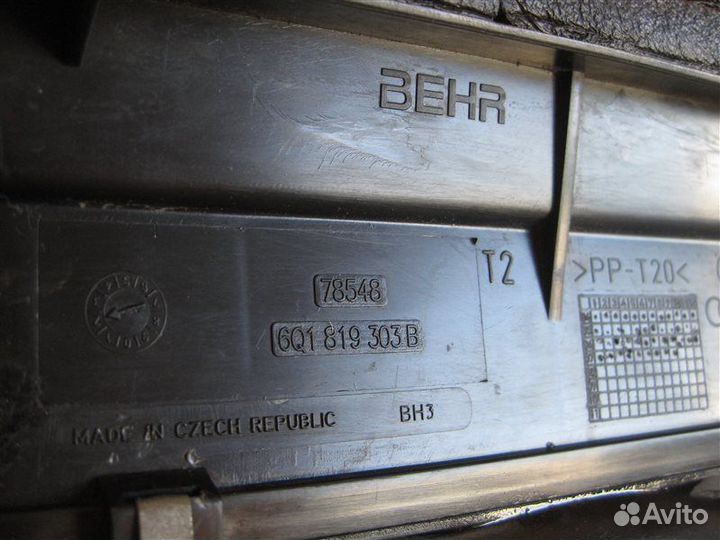 BEHR
T2
>PP-T20<
78548
6Q1 819 303 B
MADE IN CZECH REPUBLIC BH3
Avito